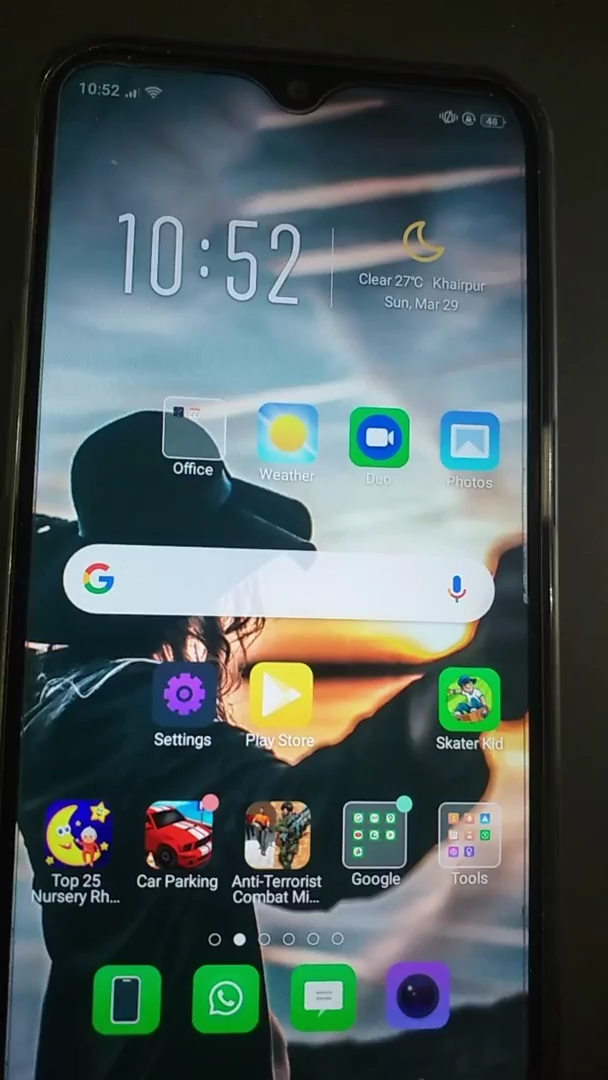 10:52
48
10:52
Clear 27°C Khairpur
Sun, Mar 29
Office
Weather
Duo
Photos
G
Settings
Play Store
Skater Kid
Top 25
Nursery Rh...
Car Parking
Anti-Terrorist
Combat Mi...
Google
Tools